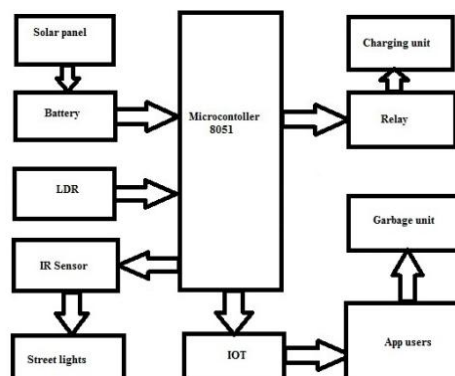 Solar panel
Charging unit
Battery
Microcontoller
8051
Relay
LDR
Garbage unit
IR Sensor
Street lights
IOT
App users